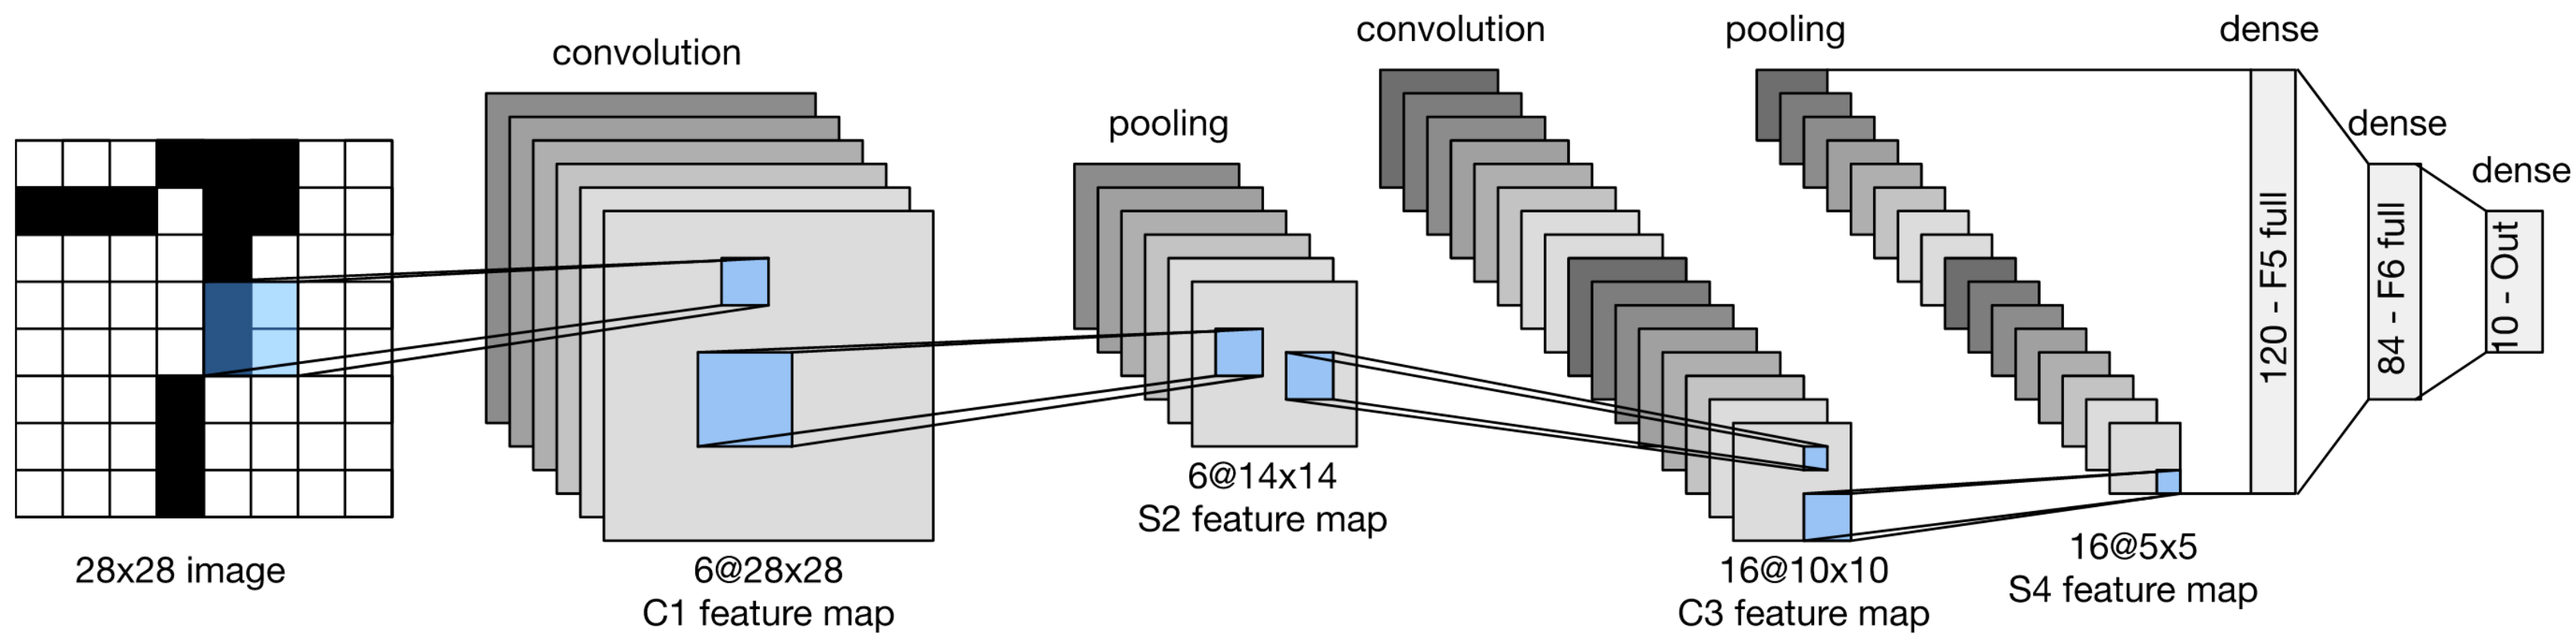 convolution
28x28 image
6@28x28
C1 feature map
pooling
6@14x14
S2 feature map
convolution
16@10x10
C3 feature map
pooling
16@5x5
S4 feature map
dense
120 - F5 full
dense
84 - F6 full
dense
10 - Out